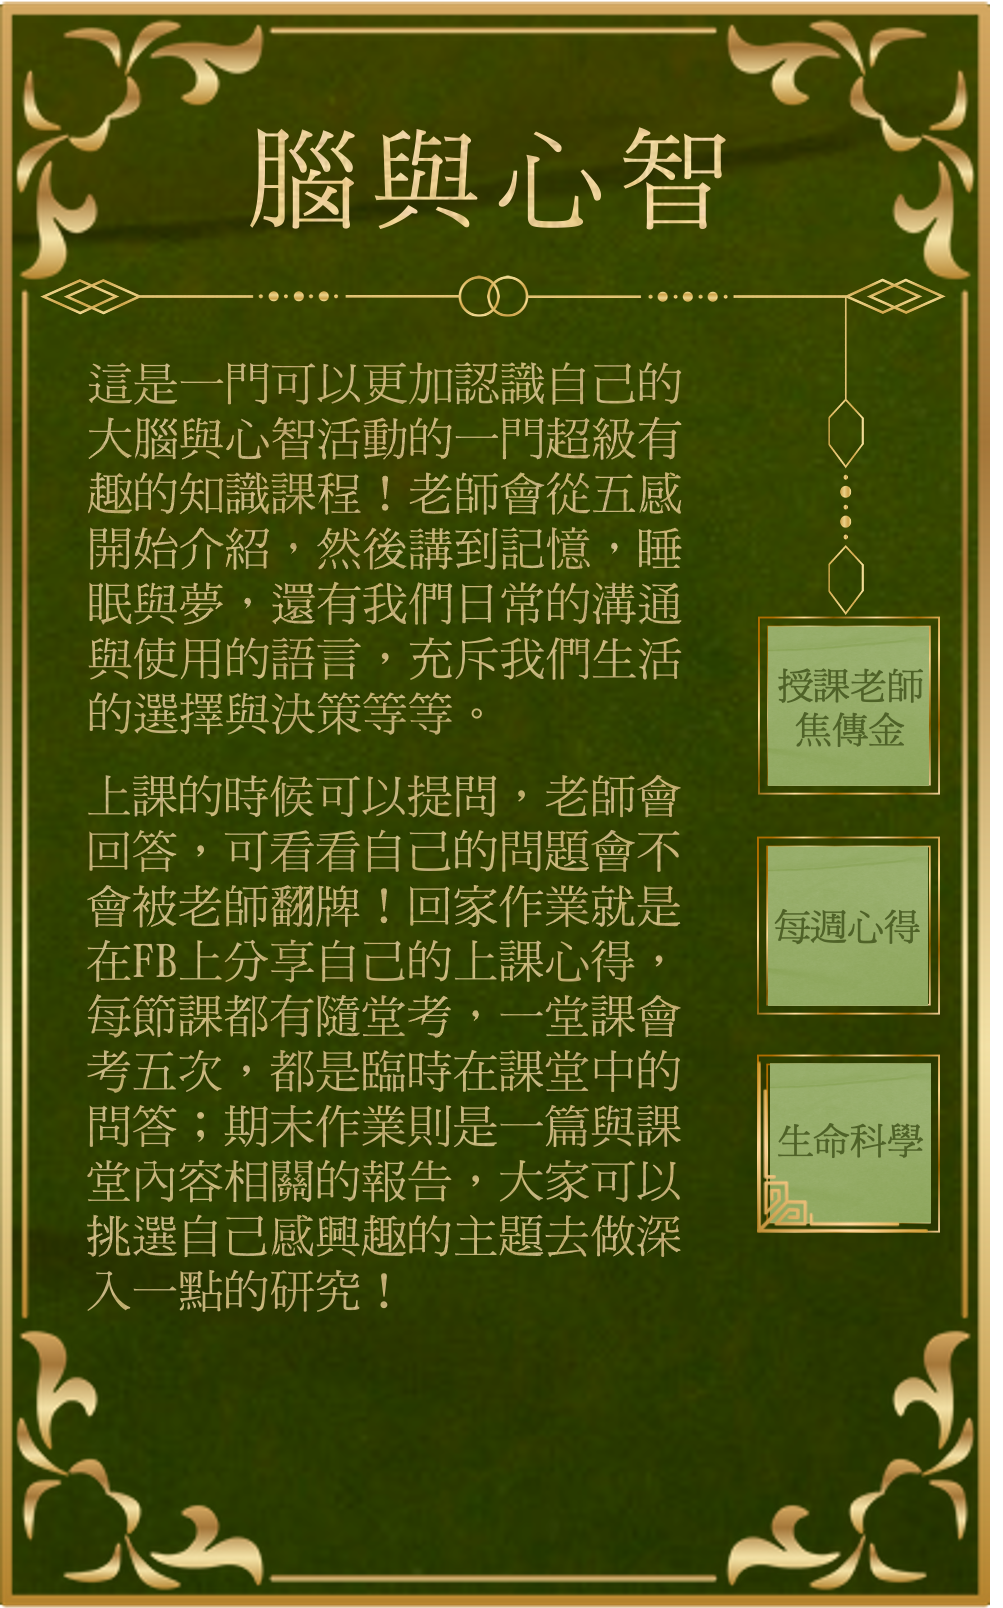 腦與心智
這是一門可以更加認識自己的
大腦與心智活動的一門超級有
趣的知識課程！老師會從五感
開始介紹，然後講到記憶，睡
眠與夢，還有我們日常的溝通
與使用的語言，充斥我們生活
的選擇與決策等等。
上課的時候可以提問，老師會
回答，可看看自己的問題會不
會被老師翻牌！回家作業就是
在FB上分享自己的上課心得，
每節課都有隨堂考，一堂課會
考五次，都是臨時在課堂中的
問答；期末作業則是一篇與課
堂內容相關的報告，大家可以
挑選自己感興趣的主題去做深
入一點的研究！
授課老師
焦傳金
每週心得
生命科學